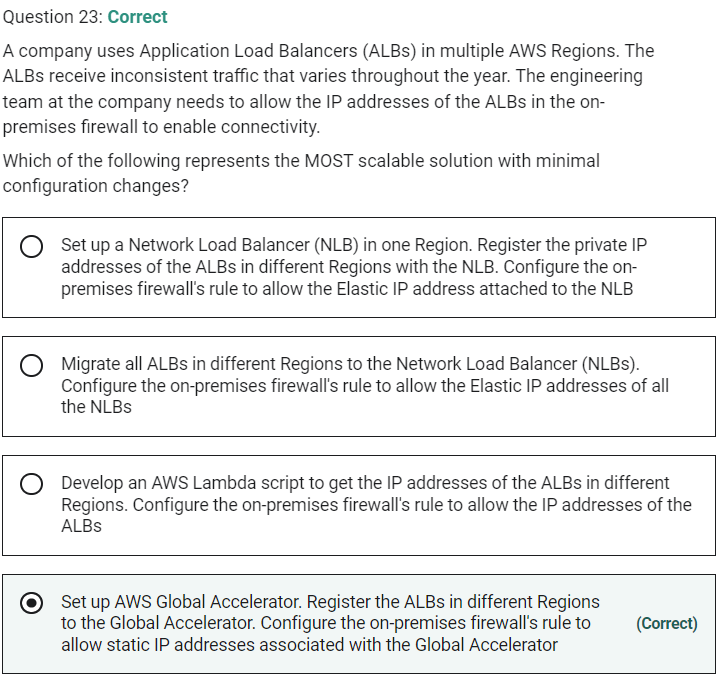 Question 23: Correct
A company uses Application Load Balancers (ALBs) in multiple AWS Regions. The
ALBs receive inconsistent traffic that varies throughout the year. The engineering
team at the company needs to allow the IP addresses of the ALBs in the on-
premises firewall to enable connectivity.
Which of the following represents the MOST scalable solution with minimal
configuration changes?
Set up a Network Load Balancer (NLB) in one Region. Register the private IP
addresses of the ALBs in different Regions with the NLB. Configure the on-
premises firewall's rule to allow the Elastic IP address attached to the NLB
Migrate all ALBs in different Regions to the Network Load Balancer (NLBs).
Configure the on-premises firewall's rule to allow the Elastic IP addresses of all
the NLBs
Develop an AWS Lambda script to get the IP addresses of the ALBs in different
Regions. Configure the on-premises firewall's rule to allow the IP addresses of the
ALBs
Set up AWS Global Accelerator. Register the ALBs in different Regions
to the Global Accelerator. Configure the on-premises firewall's rule to
allow static IP addresses associated with the Global Accelerator
(Correct)